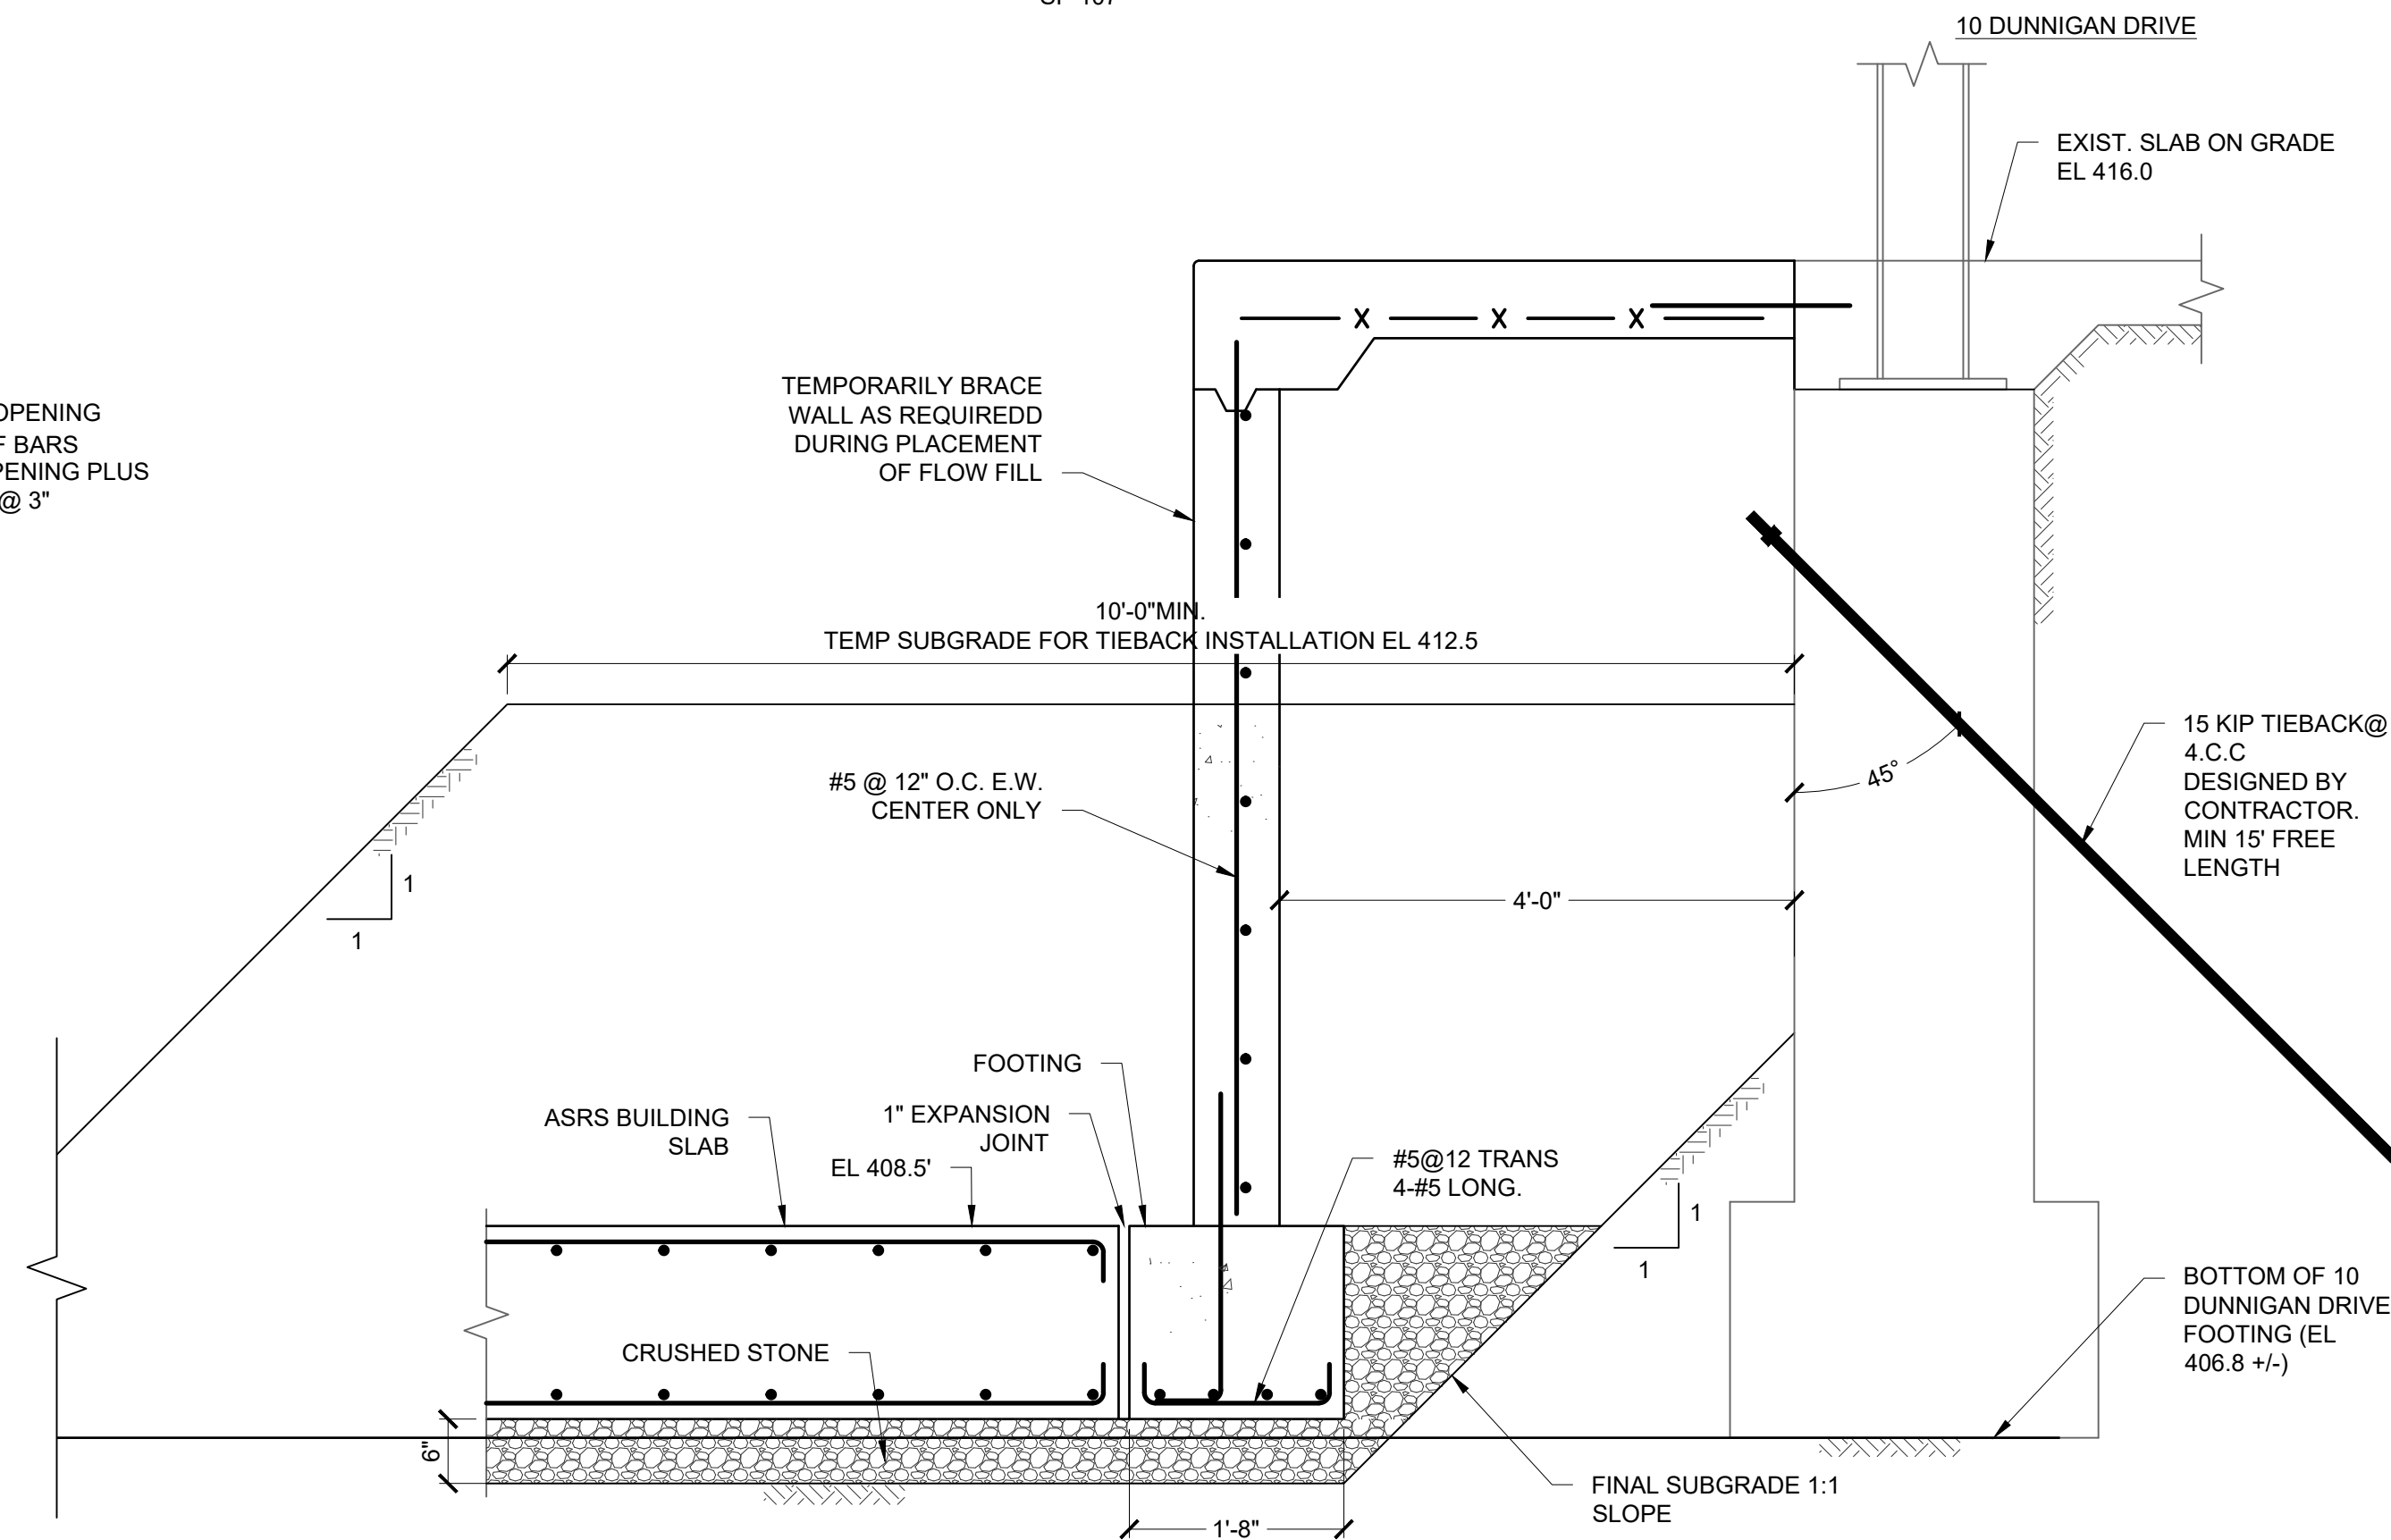 10 DUNNIGAN DRIVE
EXIST. SLAB ON GRADE
EL 416.0
OPENING
BARS
PLUS
@ 3"
TEMPORARILY BRACE
WALL AS REQUIREDD
DURING PLACEMENT
OF FLOW FILL
10'-0"MIN.
TEMP SUBGRADE FOR TIEBACK INSTALLATION EL 412.5
15 KIP TIEBACK@
4.C.C
DESIGNED BY
CONTRACTOR.
MIN 15' FREE
LENGTH
45°
#5 @ 12" O.C. E.W.
CENTER ONLY
1
1
4'-0"
FOOTING
ASRS BUILDING
SLAB
1" EXPANSION
JOINT
EL 408.5'
#5@12 TRANS
4-#5 LONG.
1
1
BOTTOM OF 10
DUNNIGAN DRIVE
FOOTING (EL
406.8 +/-)
CRUSHED STONE
6"
FINAL SUBGRADE 1:1
SLOPE
1'-8"